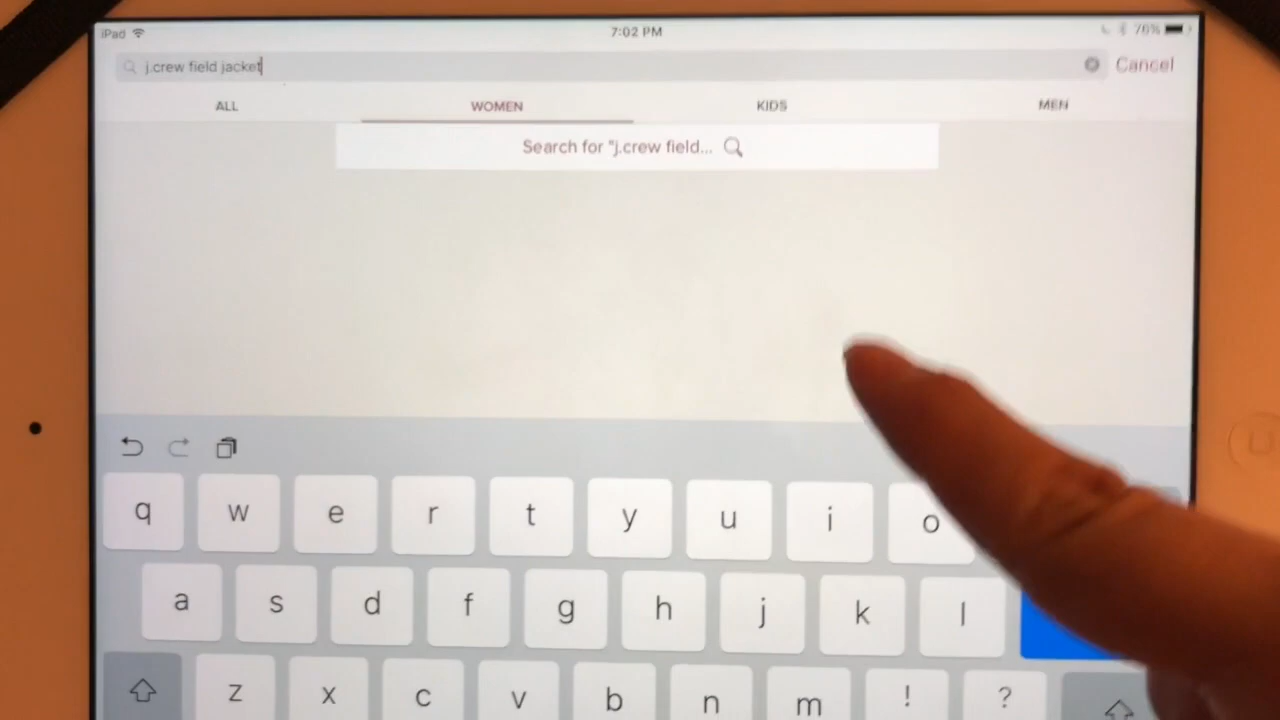 iPad 7:02 PM 76%
j.crew field jacket Cancel
ALL WOMEN KIDS MEN
Search for "j.crew field...
q w e r t y u i o
a s d f g h j k l
z x c v b n m ! ?